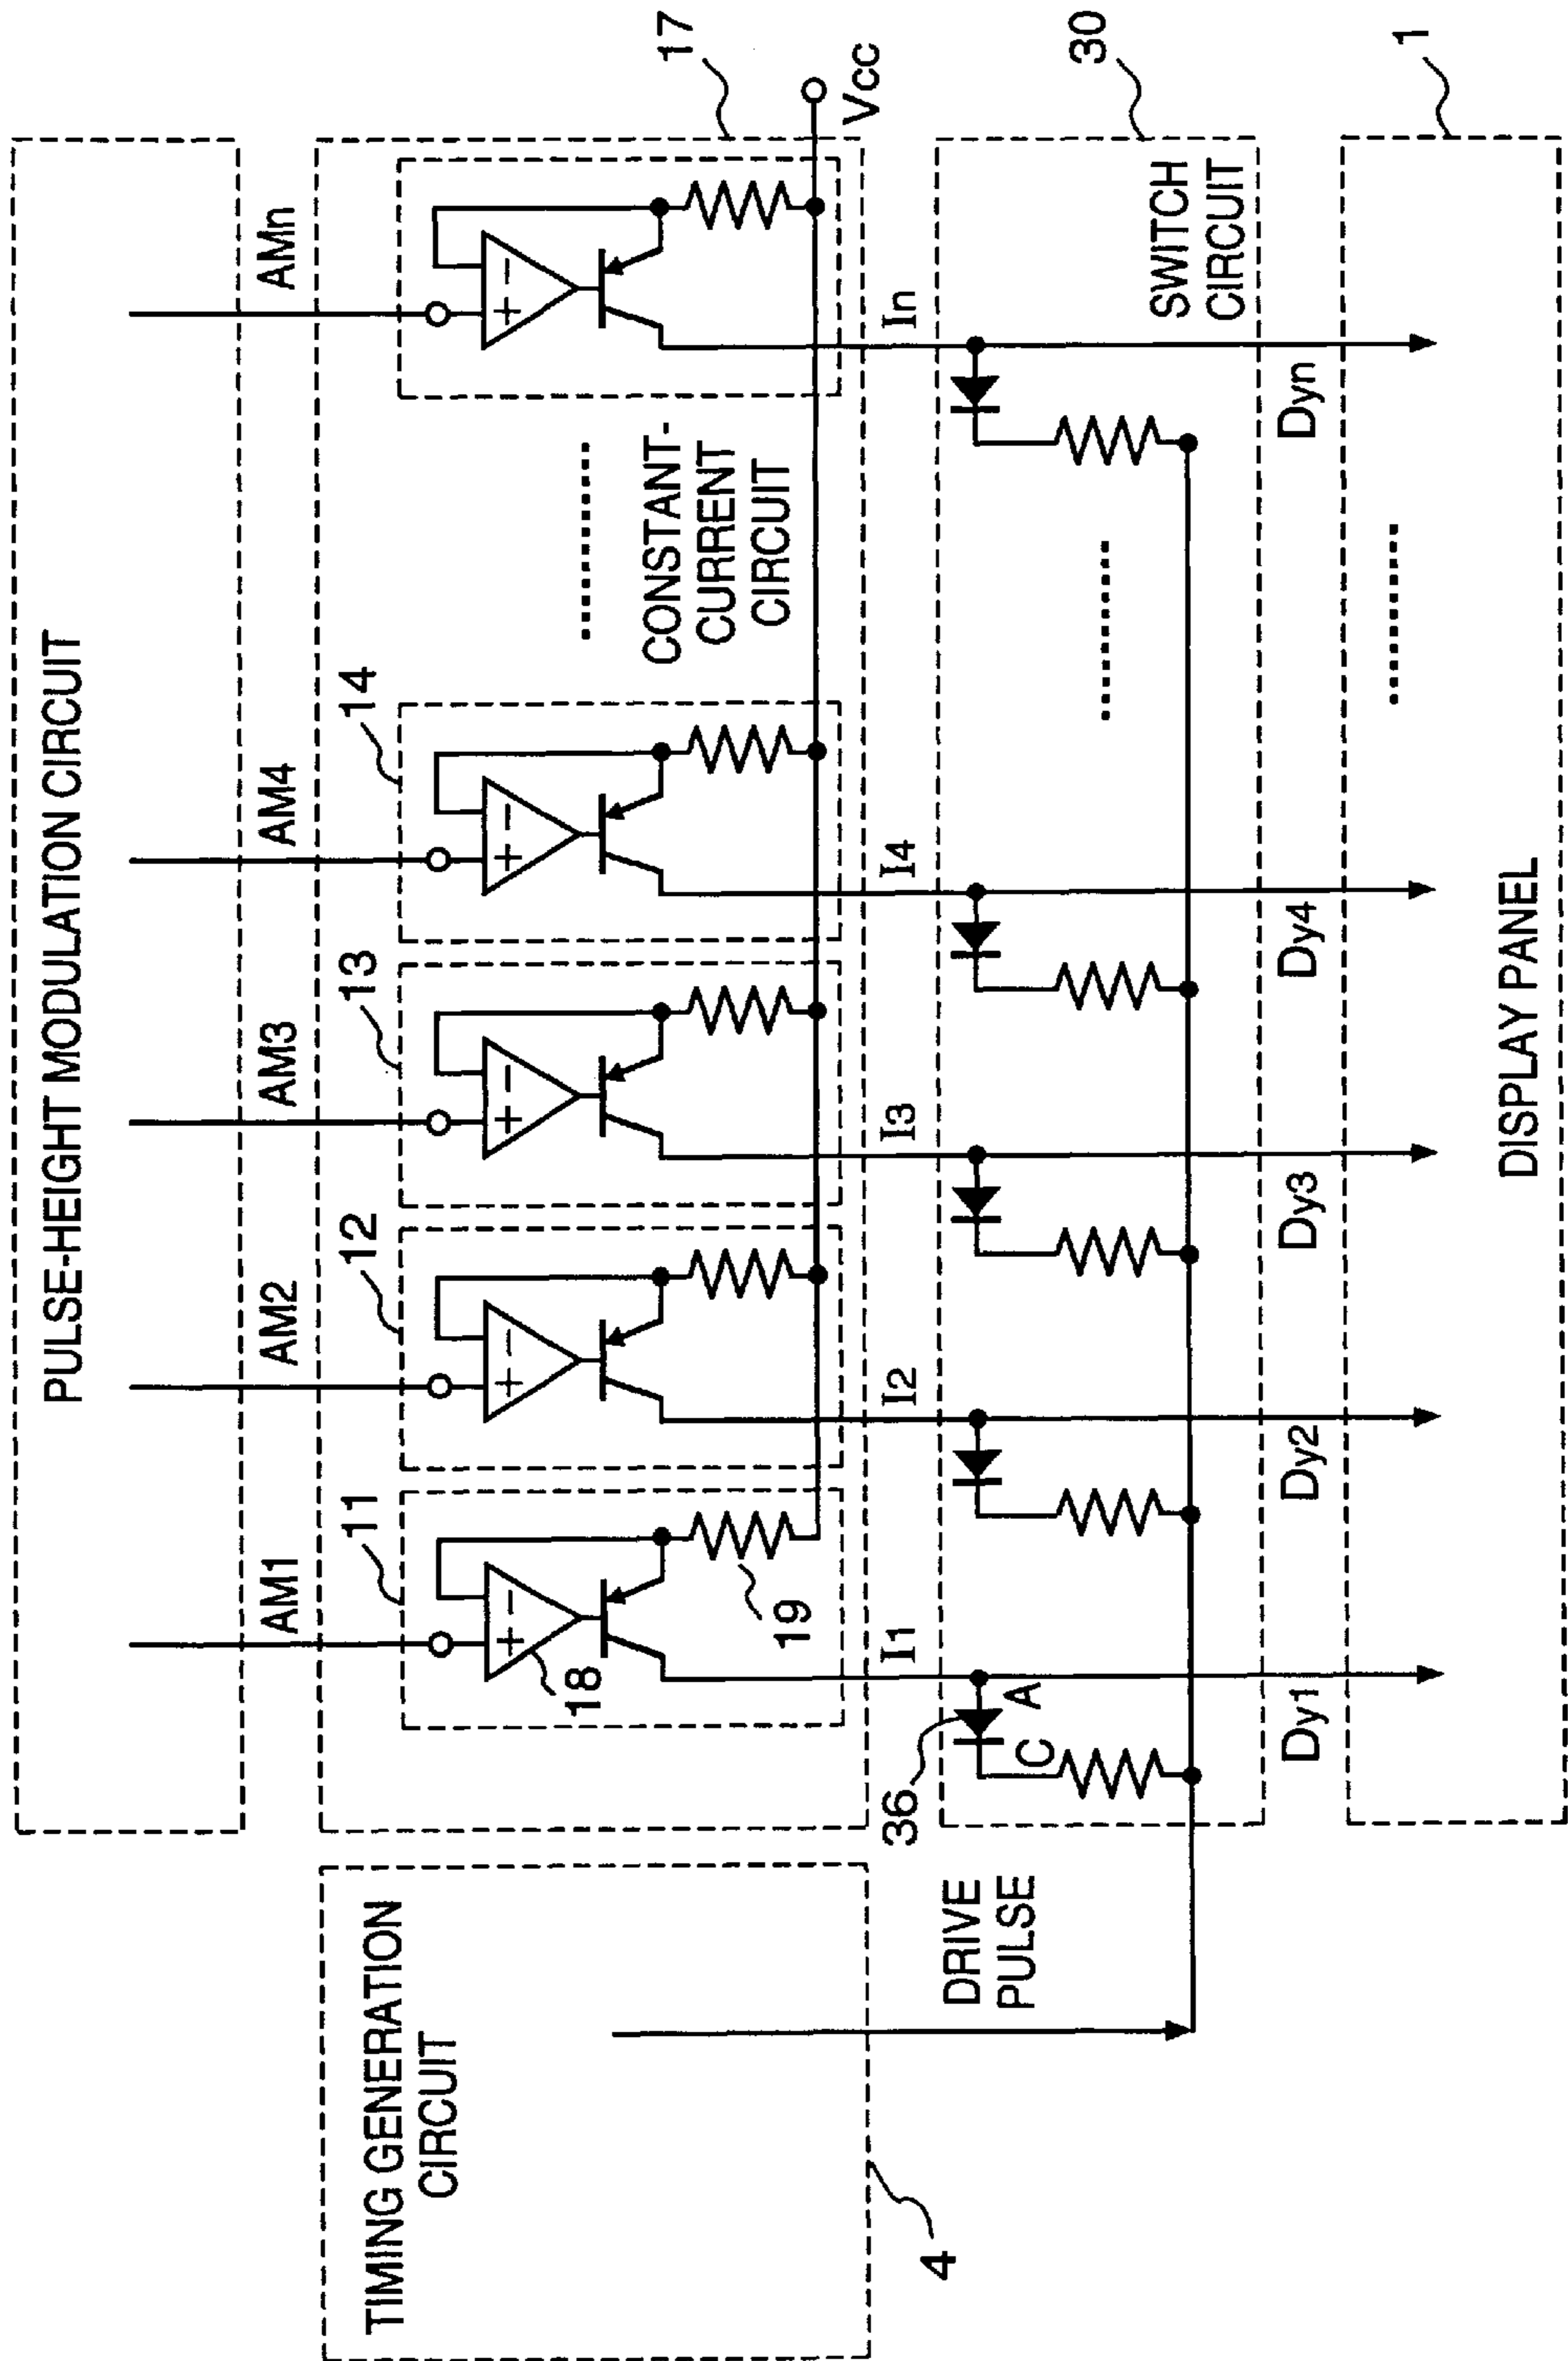 PULSE-HEIGHT MODULATION CIRCUIT
AM1
AM2
AM3
AM4
AMn
TIMING GENERATION
CIRCUIT
4
11
12
13
14
17
+
−
+
−
+
−
+
−
+
−
18
19
CONSTANT-
CURRENT
CIRCUIT
Vcc
I1
I2
I3
I4
In
DRIVE
PULSE
36
C
A
SWITCH
CIRCUIT
30
Dy1
Dy2
Dy3
Dy4
Dyn
DISPLAY PANEL
1